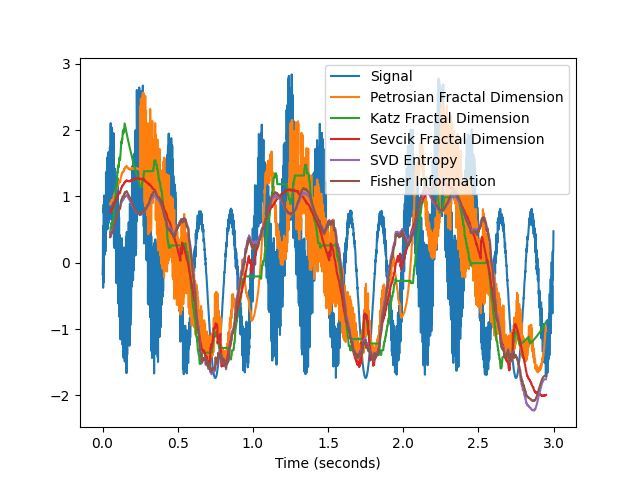 3
2
1
0
−1
−2
Signal
Petrosian Fractal Dimension
Katz Fractal Dimension
Sevcik Fractal Dimension
SVD Entropy
Fisher Information
0.0 0.5 1.0 1.5 2.0 2.5 3.0
Time (seconds)